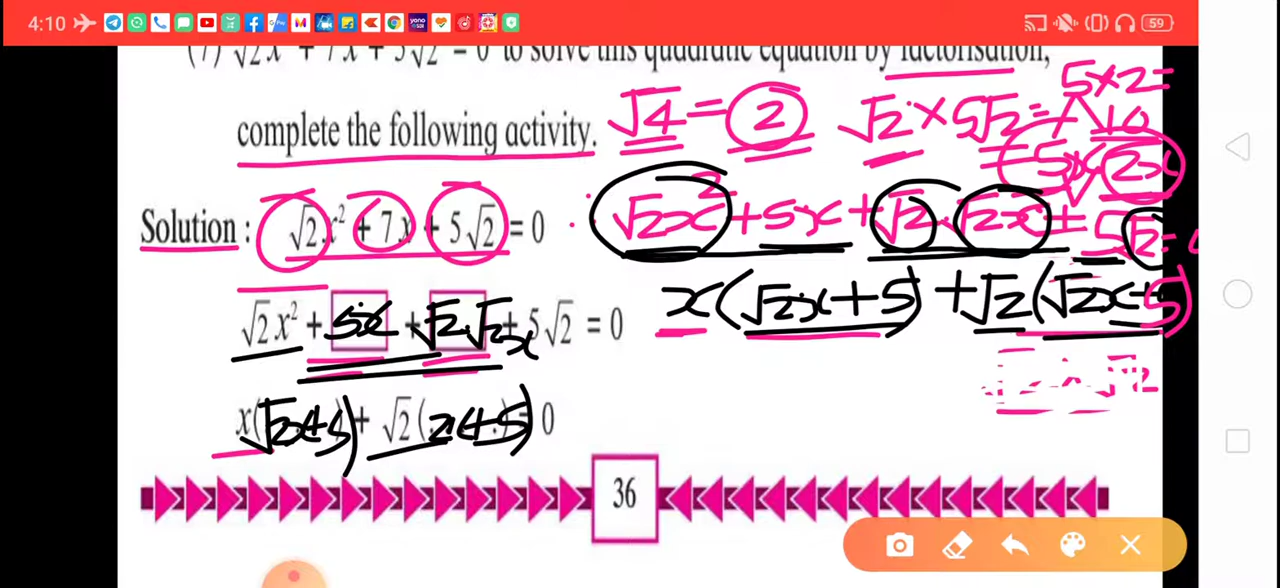 4:10 59
(7) √2x² + 7x + 5√2 = 0 to solve this quadratic equation by factorisation,
5×2=
complete the following activity. √4 = 2 √2 × 5√2 = 10
5x 2x
Solution : √2x² + 7x + 5√2 = 0 √2x² + 5x + √2 . √2x + 5√2 =
√2x² + 5x + √2.√2x + 5√2 = 0 x(√2x+5) + √2(√2x+5)
x(√2x+5) + √2(x+5) = 0
36